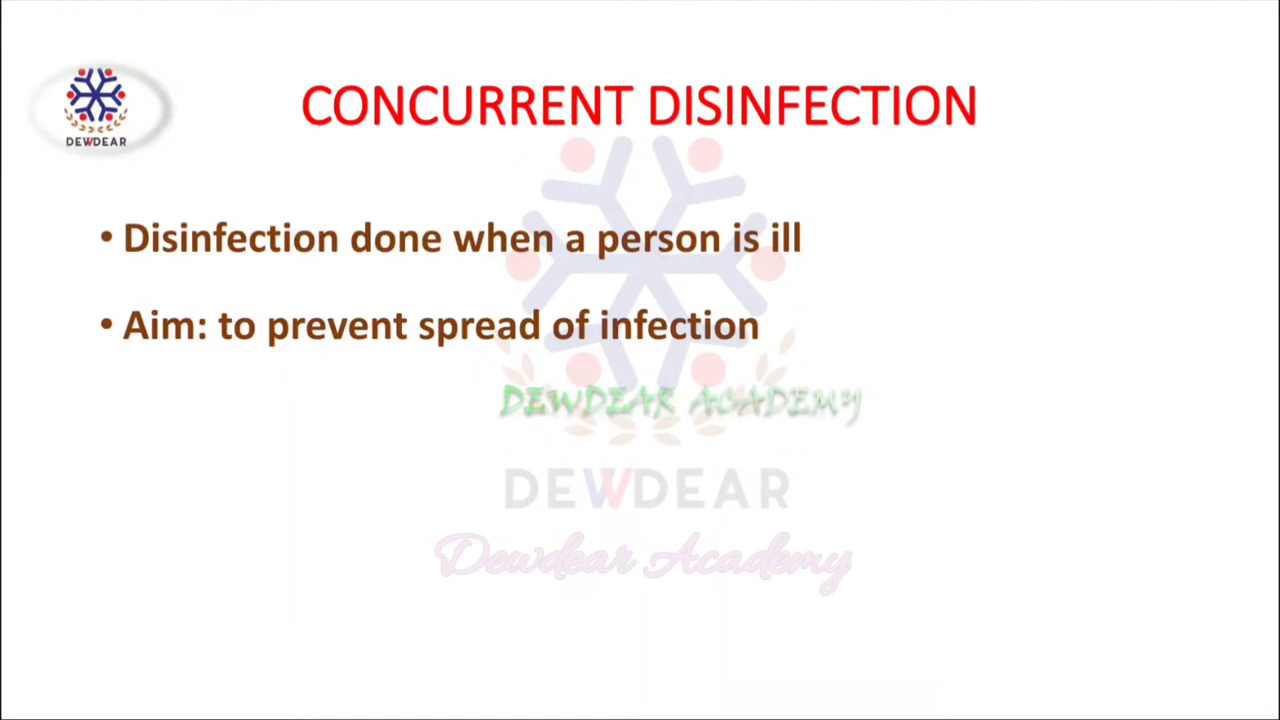 CONCURRENT DISINFECTION
DEWDEAR
• Disinfection done when a person is ill
• Aim: to prevent spread of infection
DEWDEAR ACADEMY
DEWDEAR
Dewdear Academy